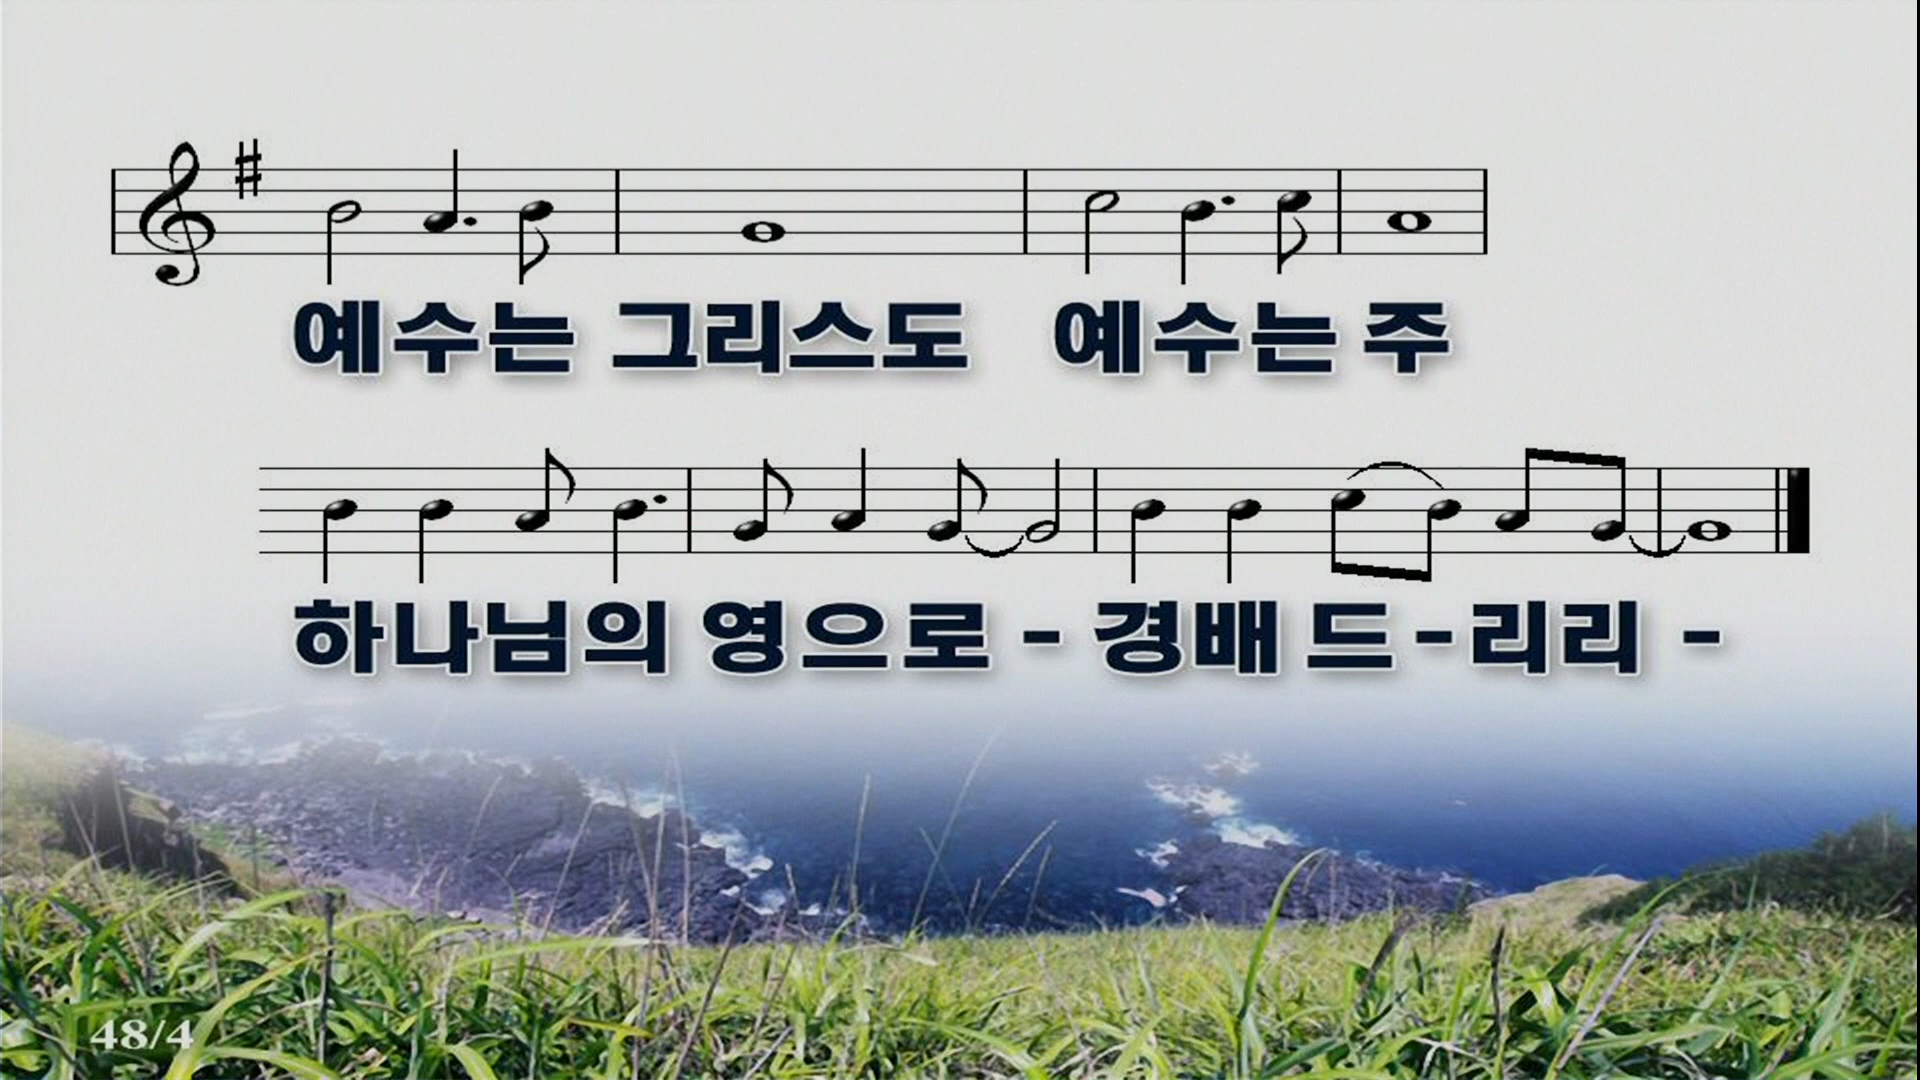 예수는 그리스도 예수는 주
하나님의 영으로 - 경배 드-리리 -
48/4